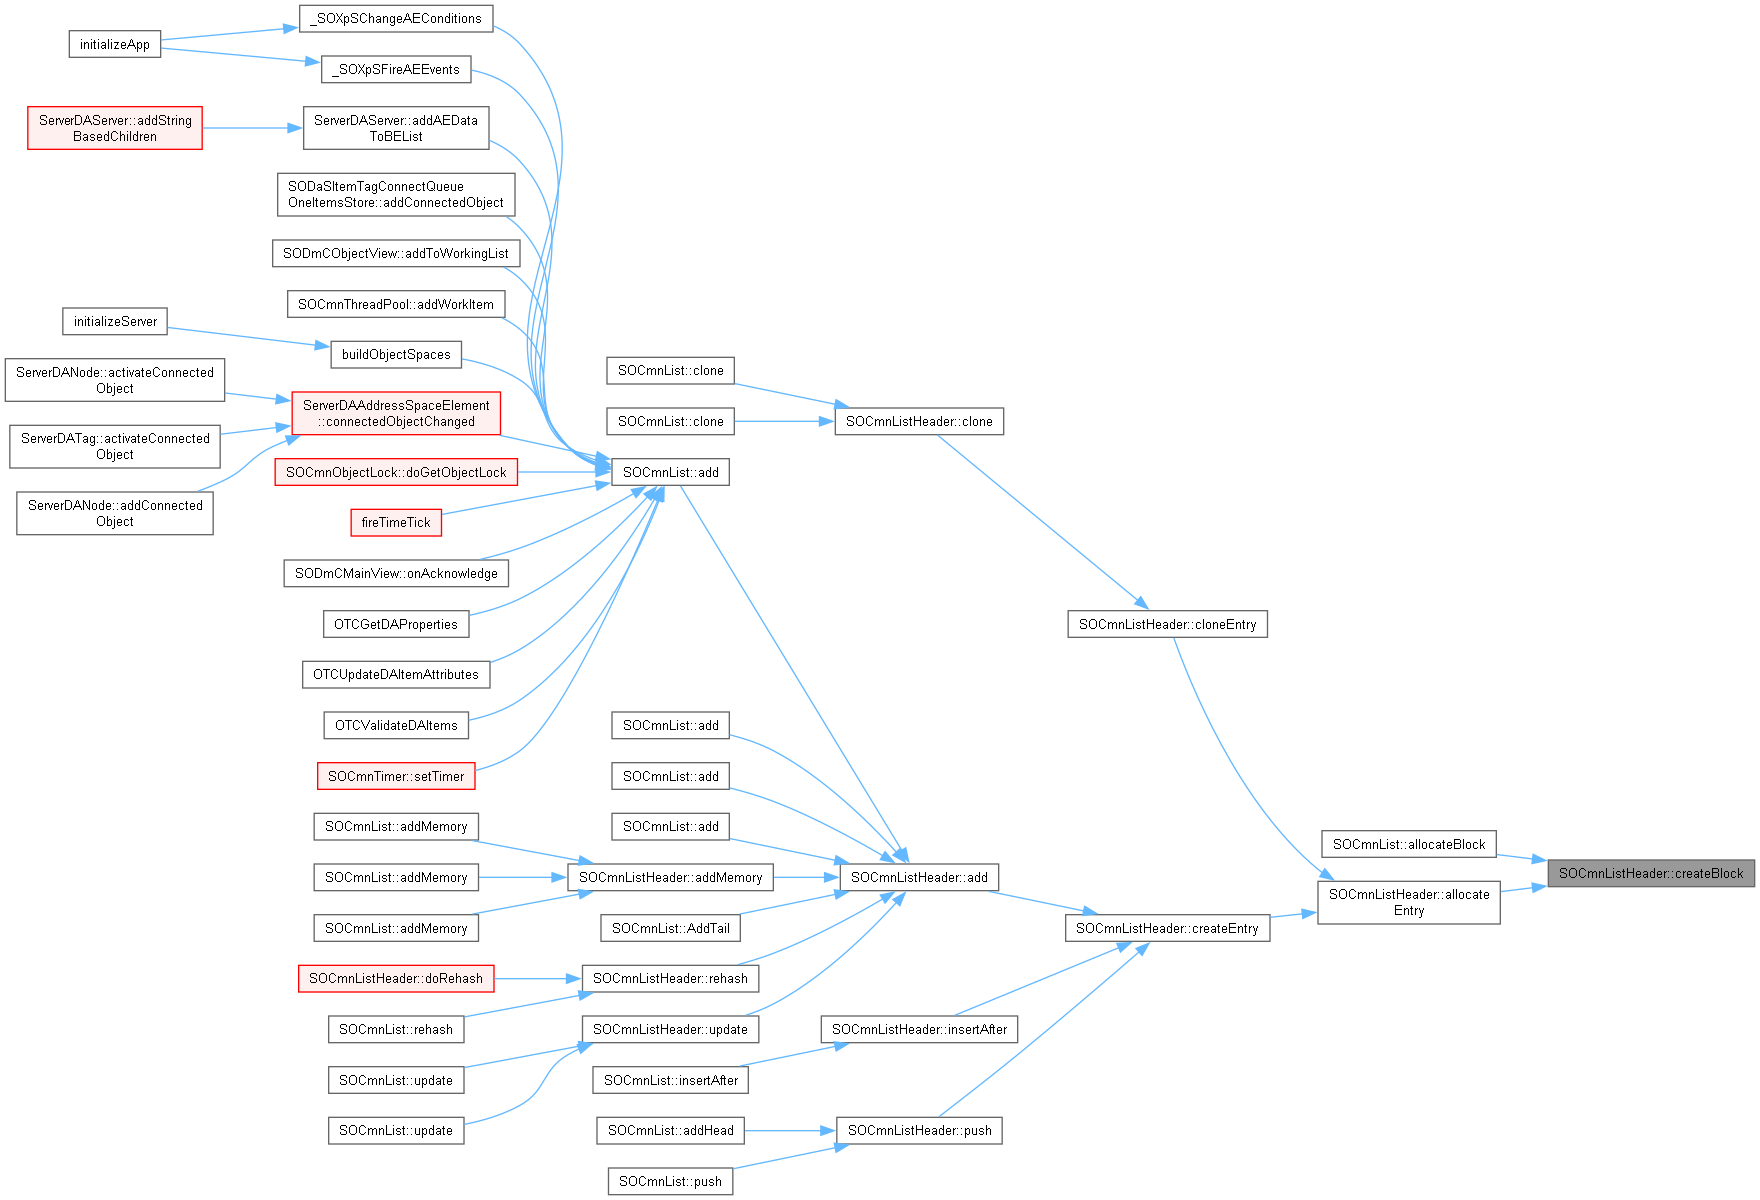 _SOXpSChangeAEConditions
initializeApp
_SOXpSFireAEEvents
ServerDAServer::addString
BasedChildren
ServerDAServer::addAEData
ToBEList
SODaSItemTagConnectQueue
OneItemsStore::addConnectedObject
SODmCObjectView::addToWorkingList
SOCmnThreadPool::addWorkItem
initializeServer
buildObjectSpaces
ServerDANode::activateConnected
Object
ServerDAAddressSpaceElement
::connectedObjectChanged
ServerDATag::activateConnected
Object
SOCmnObjectLock::doGetObjectLock
ServerDANode::addConnected
Object
fireTimeTick
SODmCMainView::onAcknowledge
OTCGetDAProperties
OTCUpdateDAItemAttributes
OTCValidateDAItems
SOCmnTimer::setTimer
SOCmnList::addMemory
SOCmnList::addMemory
SOCmnList::addMemory
SOCmnListHeader::doRehash
SOCmnList::rehash
SOCmnList::update
SOCmnList::update
SOCmnList::clone
SOCmnList::clone
SOCmnList::add
SOCmnList::add
SOCmnList::add
SOCmnList::add
SOCmnListHeader::addMemory
SOCmnList::AddTail
SOCmnListHeader::rehash
SOCmnListHeader::update
SOCmnList::insertAfter
SOCmnList::addHead
SOCmnList::push
SOCmnListHeader::clone
SOCmnListHeader::add
SOCmnListHeader::insertAfter
SOCmnListHeader::push
SOCmnListHeader::cloneEntry
SOCmnListHeader::createEntry
SOCmnList::allocateBlock
SOCmnListHeader::allocate
Entry
SOCmnListHeader::createBlock